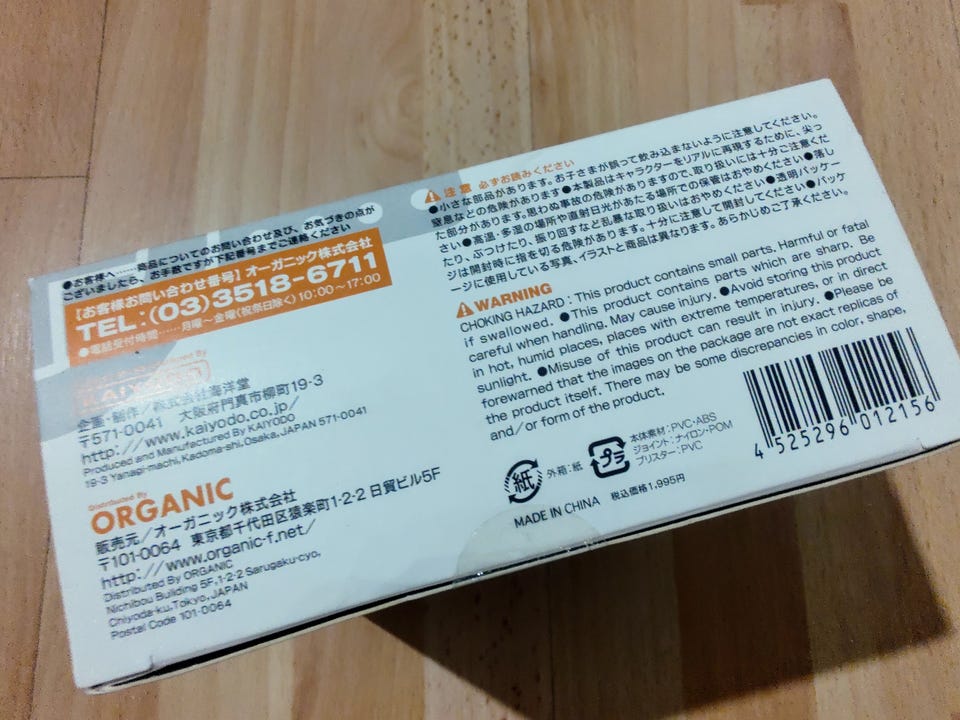 ●お客様へ……商品についてのお問い合わせ及び、お気づきの点が
ございましたら、お手数ですが下記番号までご連絡ください
【お客様お問い合わせ番号】オーガニック株式会社
TEL:(03)3518-6711
●電話受付時間……月曜〜金曜(祝祭日除く)10:00〜17:00
KAIYODO
企画・制作/株式会社海洋堂
〒571-0041 大阪府門真市柳町19-3
http://www.kaiyodo.co.jp/
Produced and Manufactured By KAIYODO
19-3 Yanagi-machi, Kadoma-shi, Osaka, JAPAN 571-0041
Distributed By
ORGANIC
販売元/オーガニック株式会社
〒101-0064 東京都千代田区猿楽町1-2-2 日貿ビル5F
http://www.organic-f.net/
Distributed By ORGANIC
Nichibou Building 5F,1-2-2 Sarugaku-cyo,
Chiyoda-ku,Tokyo,JAPAN
Postal Code 101-0064
注意 必ずお読みください
●小さな部品があります。お子さまが誤って飲み込まないように注意してください。
窒息などの危険があります●本製品はキャラクターをリアルに再現するために、尖っ
た部分があります。思わぬ事故の危険がありますので、取り扱いには十分ご注意くだ
さい●高温・多湿の場所や直射日光があたる場所での保管はおやめください●落し
たり、ぶつけたり、振り回すなど乱暴な取り扱いはおやめください●透明パッケー
ジは開封時に指を切る危険があります。十分に注意して開封してください●パッケ
ージに使用している写真、イラストと商品は異なります。あらかじめご了承ください。
WARNING
CHOKING HAZARD : This product contains small parts. Harmful or fatal
if swallowed. ●This product contains parts which are sharp. Be
careful when handling. May cause injury. ●Avoid storing this product
in hot, humid places, places with extreme temperatures, or in direct
sunlight. ●Misuse of this product can result in injury. ●Please be
forewarned that the images on the package are not exact replicas of
the product itself. There may be some discrepancies in color, shape,
and/or form of the product.
紙 外箱:紙
プラ 本体素材:PVC・ABS
ジョイント:ナイロン・POM
ブリスター:PVC
MADE IN CHINA 税込価格1,995円
4 525296 012156